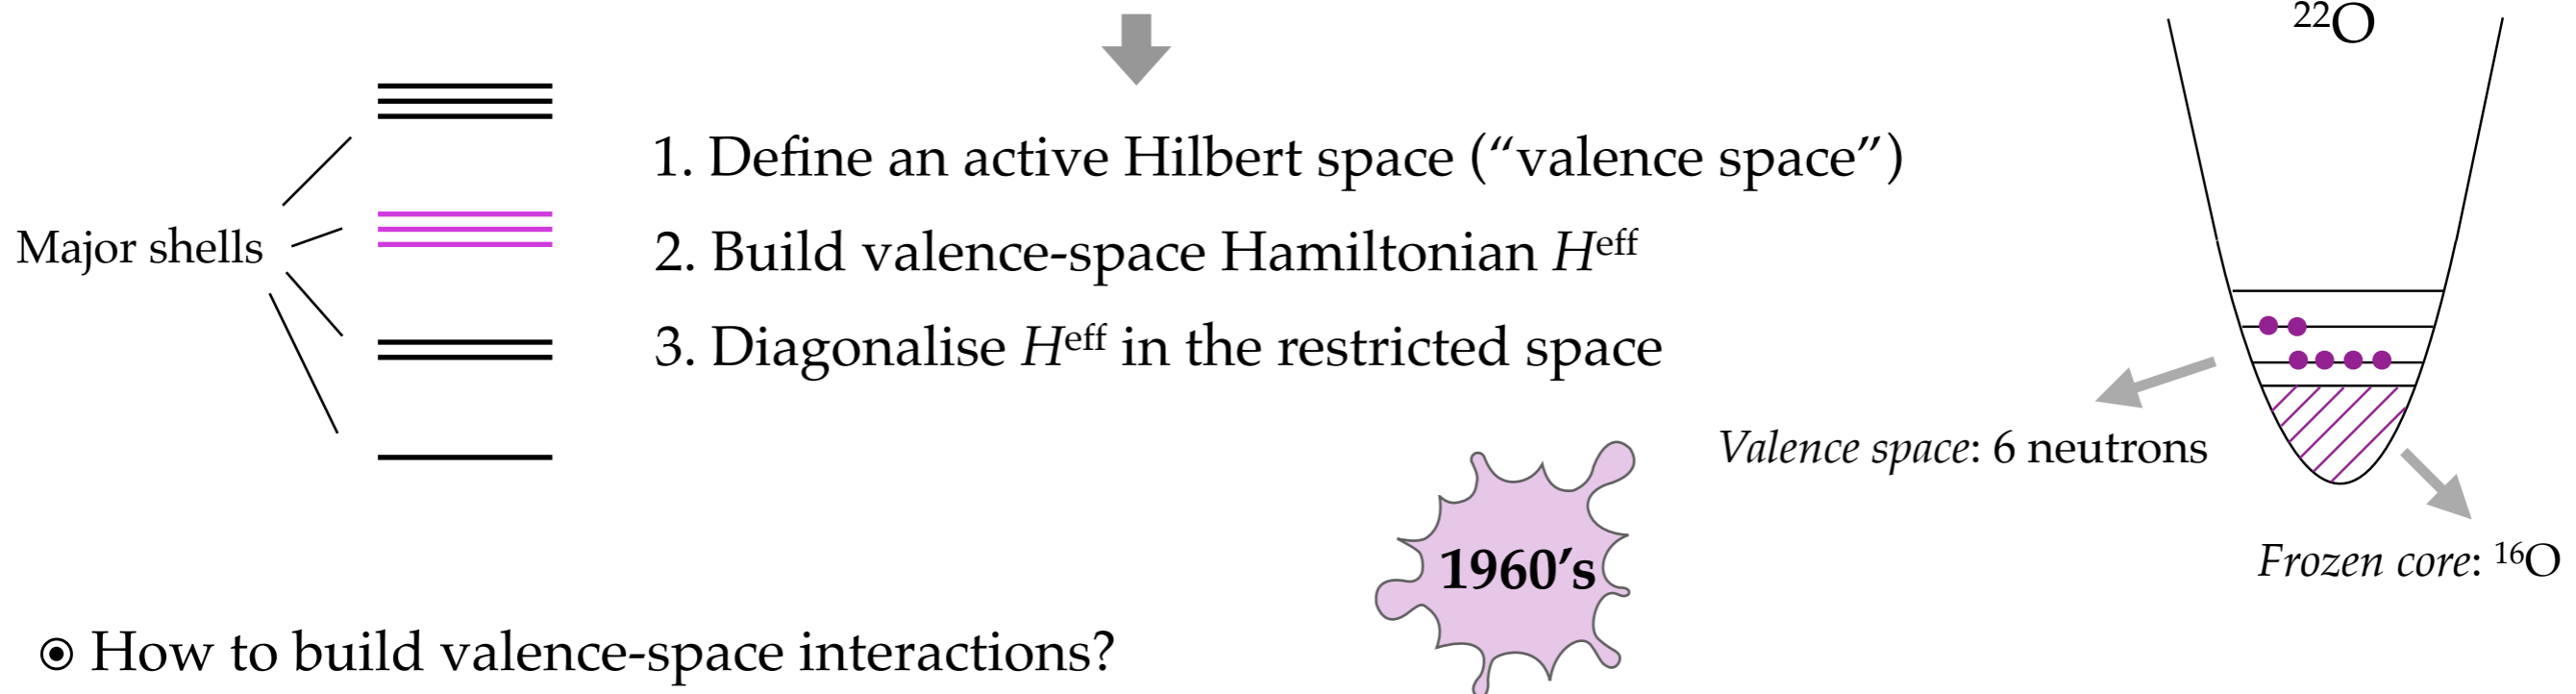 ²²O
1. Define an active Hilbert space (“valence space”)
Major shells
2. Build valence-space Hamiltonian Hᵉᶠᶠ
3. Diagonalise Hᵉᶠᶠ in the restricted space
Valence space: 6 neutrons
Frozen core: ¹⁶O
1960’s
⦿ How to build valence-space interactions?